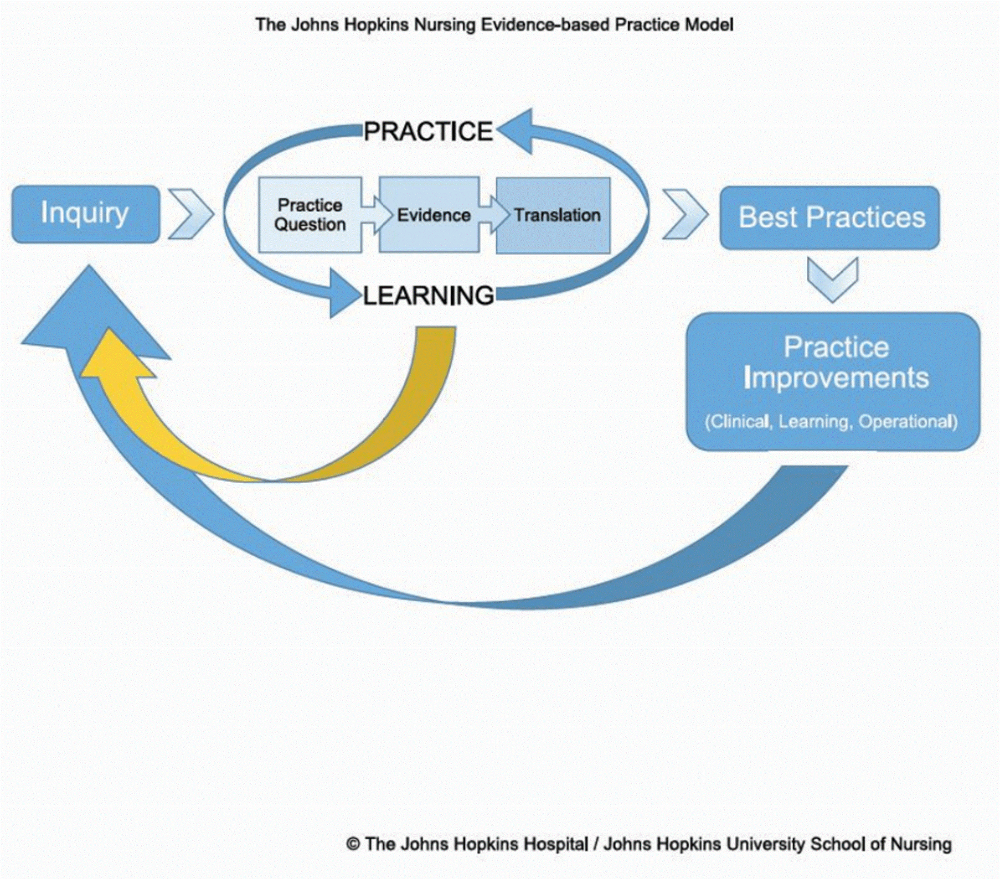 The Johns Hopkins Nursing Evidence-based Practice Model
PRACTICE
Inquiry
Practice
Question
Evidence
Translation
Best Practices
LEARNING
Practice
Improvements
(Clinical, Learning, Operational)
© The Johns Hopkins Hospital / Johns Hopkins University School of Nursing